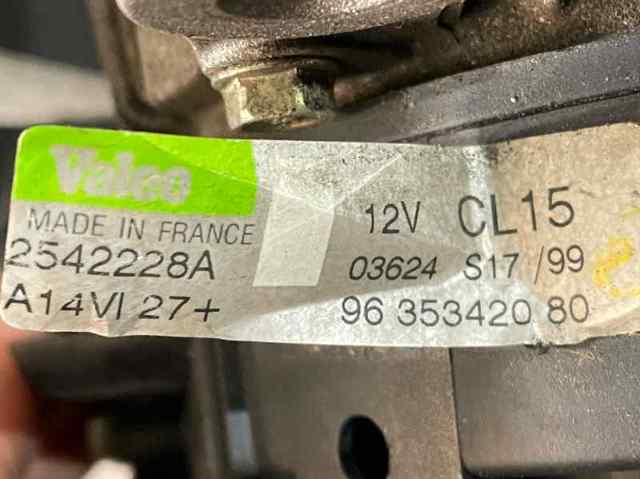 Valeo
MADE IN FRANCE
2542228A
A14VI 27+
12V CL15
03624 S17/99
96 353420 80